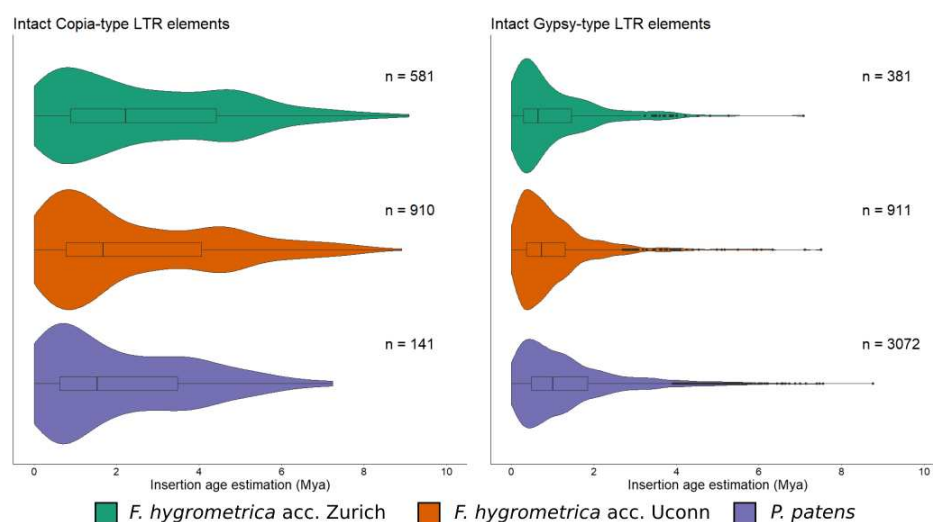 Intact Copia-type LTR elements
n = 581
n = 910
n = 141
0 2 4 6 8 10
Insertion age estimation (Mya)
Intact Gypsy-type LTR elements
n = 381
n = 911
n = 3072
0 2 4 6 8 10
Insertion age estimation (Mya)
F. hygrometrica acc. Zurich F. hygrometrica acc. Uconn P. patens